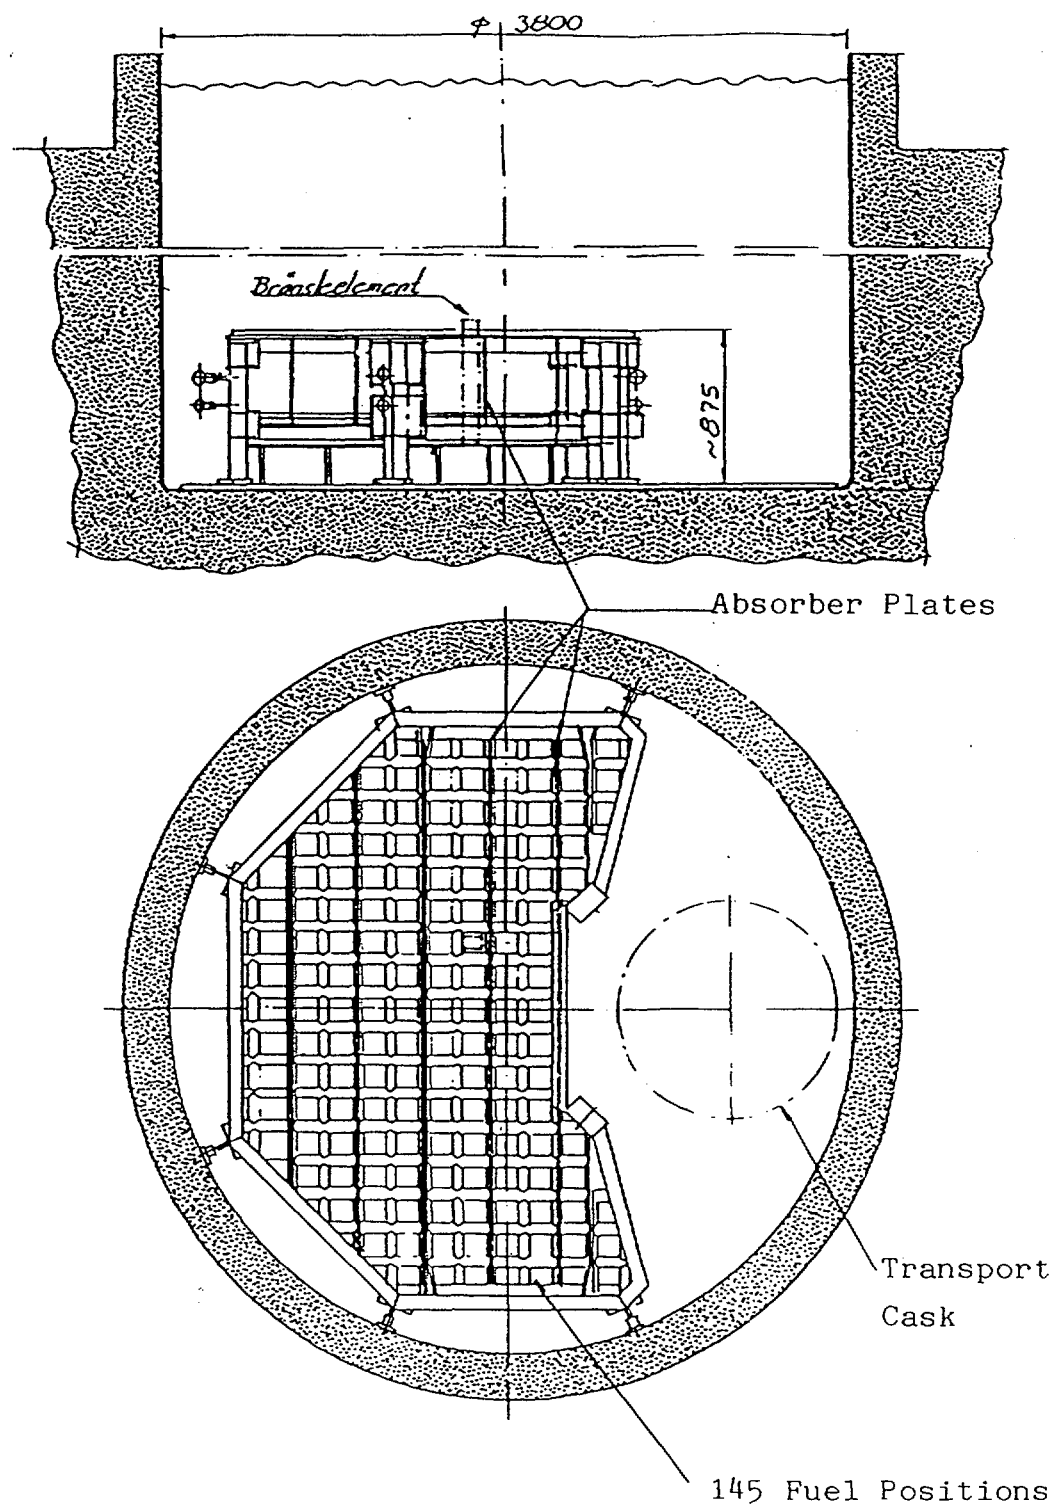 φ 3800
Bränslelement
~875
Absorber Plates
Transport
Cask
145 Fuel Positions